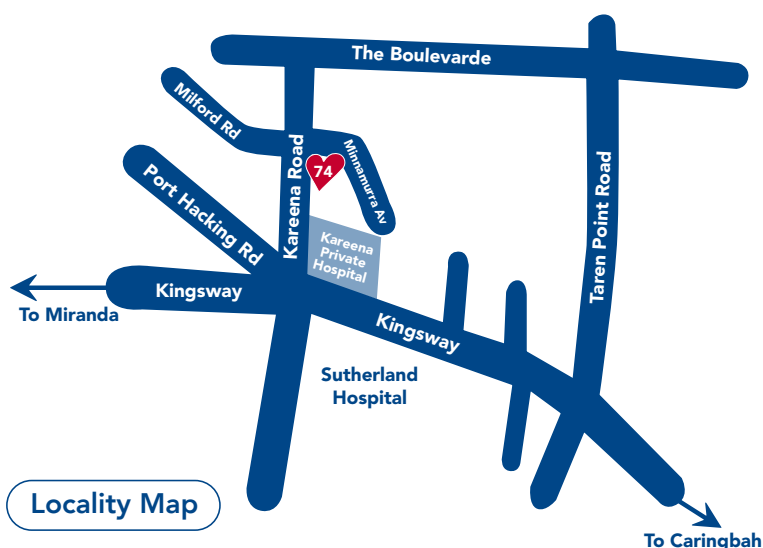 The Boulevarde
Milford Rd
Kareena Road
74
Minnamurra Av
Port Hacking Rd
Taren Point Road
Kareena
Private
Hospital
Kingsway
To Miranda
Kingsway
Sutherland
Hospital
Locality Map
To Caringbah